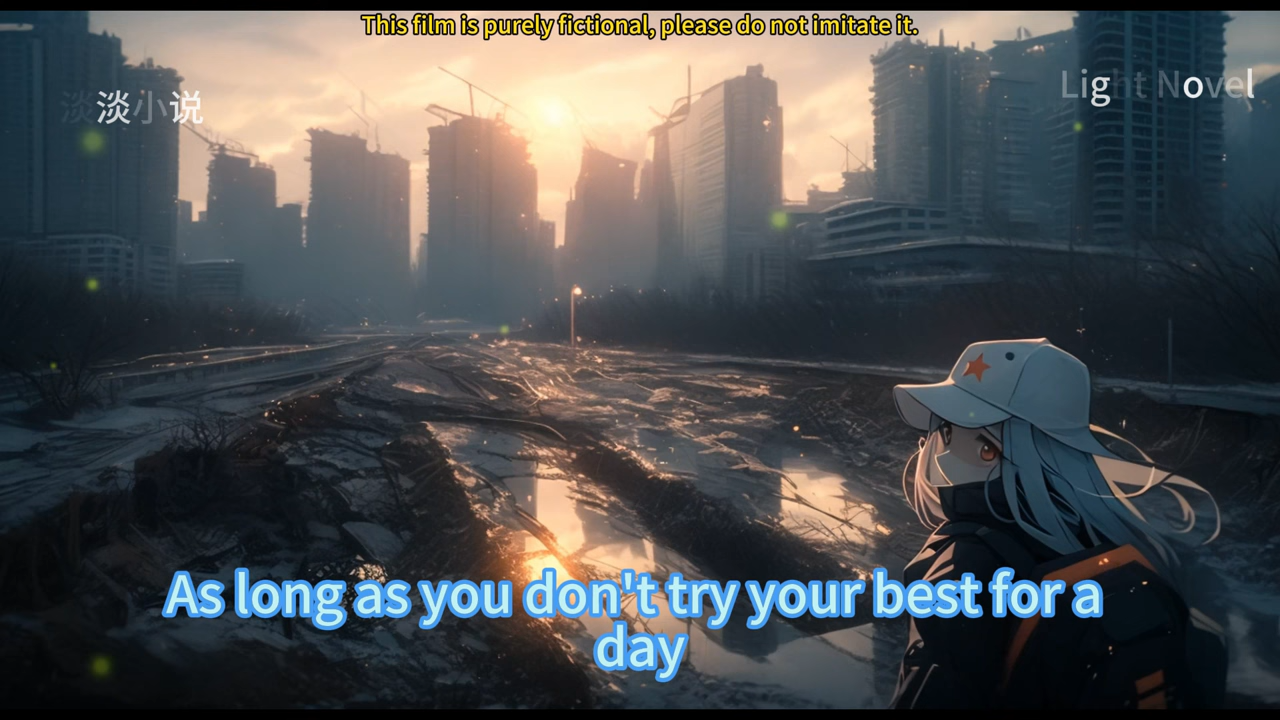 This film is purely fictional, please do not imitate it.
淡淡小说
Light Novel
As long as you don't try your best for a
day